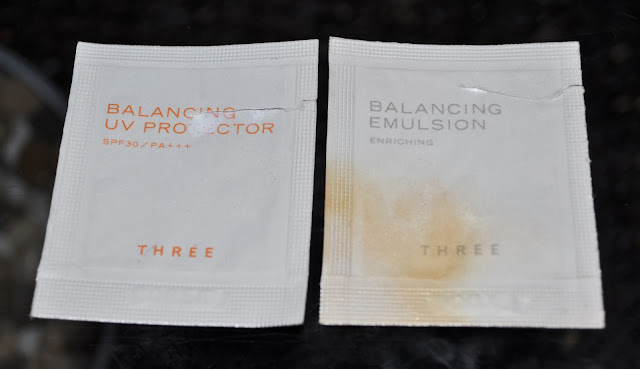 BALANCING
UV PROTECTOR
SPF30/PA+++
THREE
BALANCING
EMULSION
ENRICHING
THREE